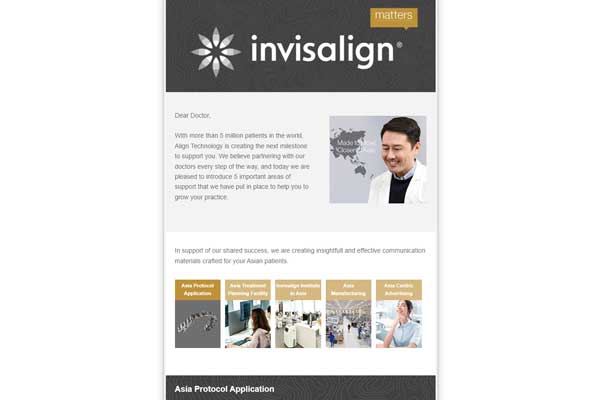 matters
invisalign®
Dear Doctor,
With more than 5 million patients in the world,
Align Technology is creating the next milestone
to support you. We believe partnering with our
doctors every step of the way, and today we are
pleased to introduce 5 important areas of
support that we have put in place to help you to
grow your practice.
Made
Closer
In support of our shared success, we are creating insightfull and effective communication
materials crafted for your Asian patients.
Asia Protocol
Application
Asia Treatment
Planning Facility
Invisalign Institute
in Asia
Asia
Manufacturing
Asia Centric
Advertising
Asia Protocol Application